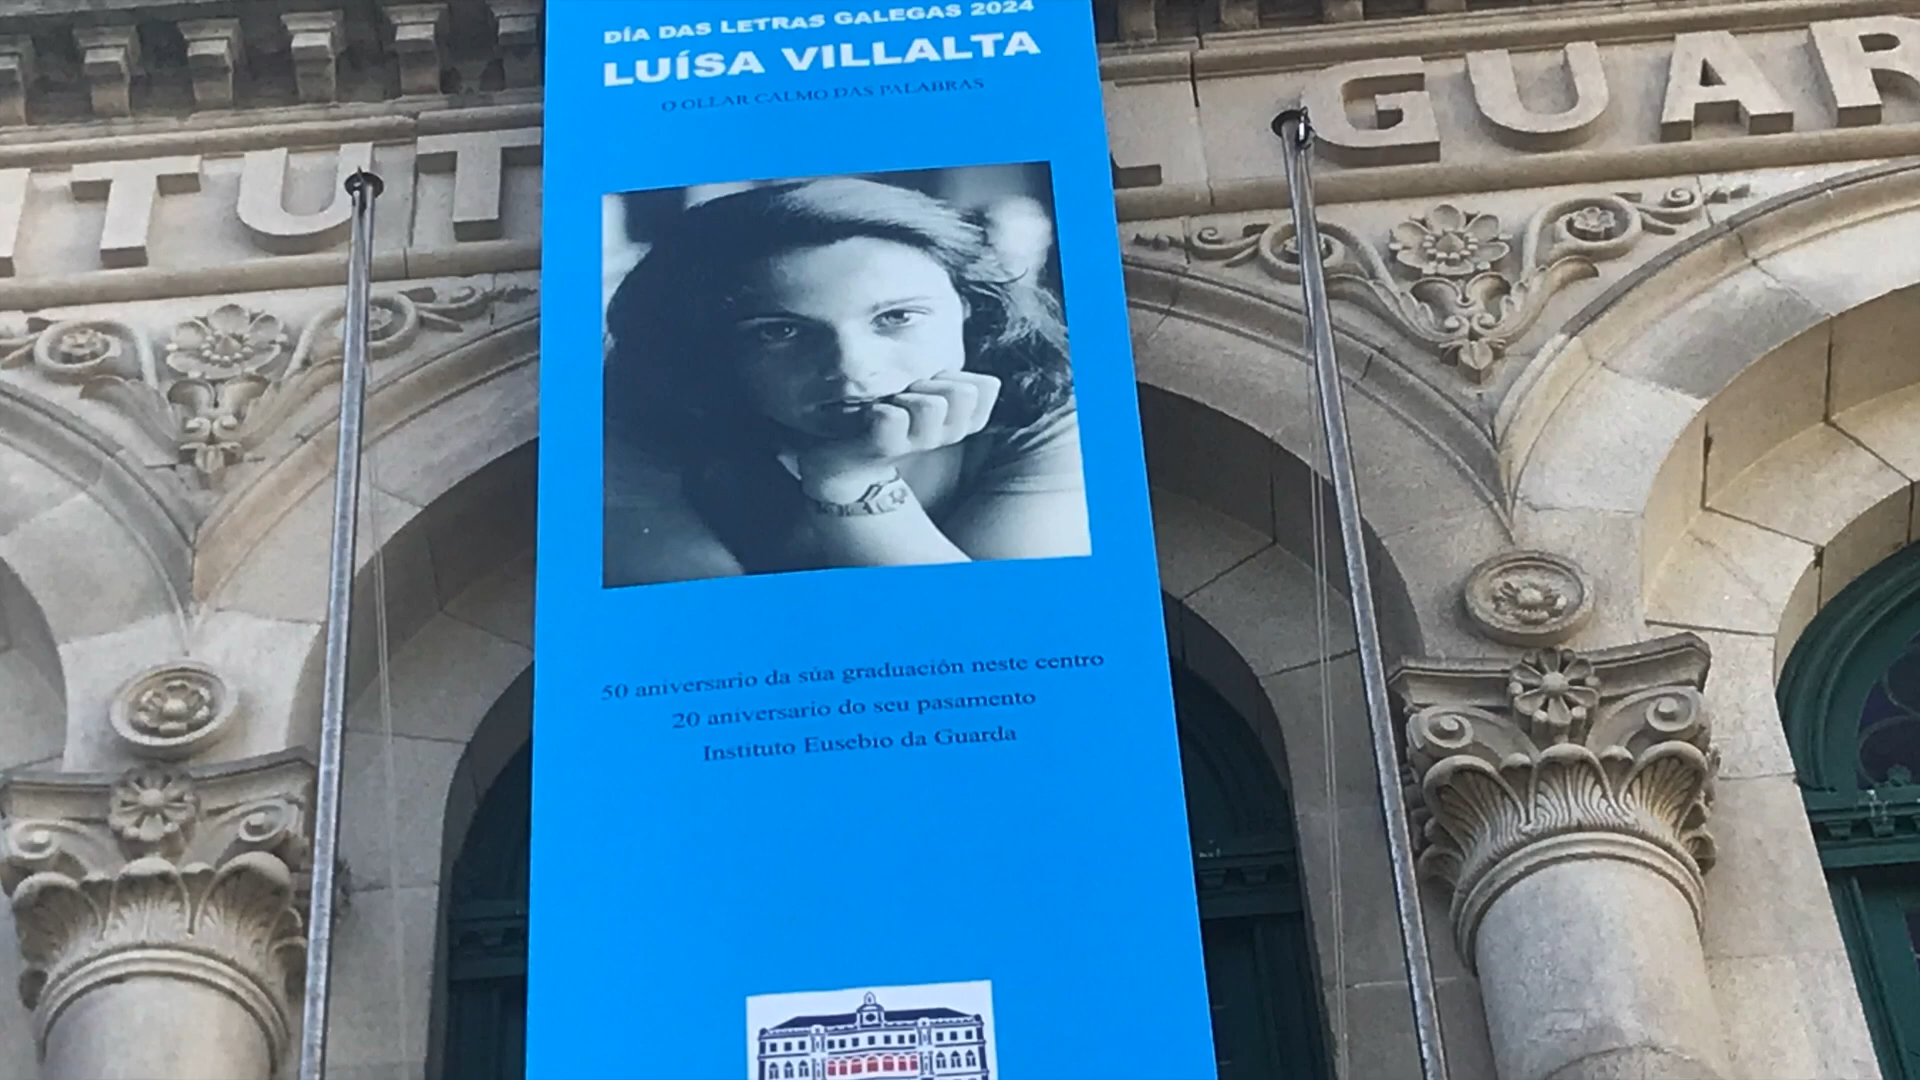 DÍA DAS LETRAS GALEGAS 2024
LUÍSA VILLALTA
O OLLAR CALMO DAS PALABRAS
ITUT
L GUAR
50 aniversario da súa graduación neste centro
20 aniversario do seu pasamento
Instituto Eusebio da Guarda